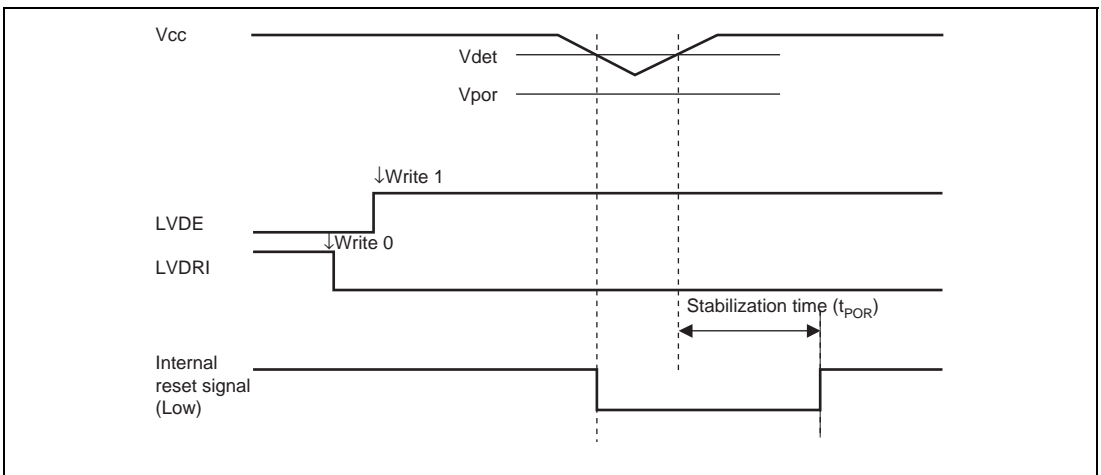 Vcc
Vdet
Vpor
↓Write 1
LVDE
↓Write 0
LVDRI
Stabilization time (tPOR)
Internal
reset signal
(Low)